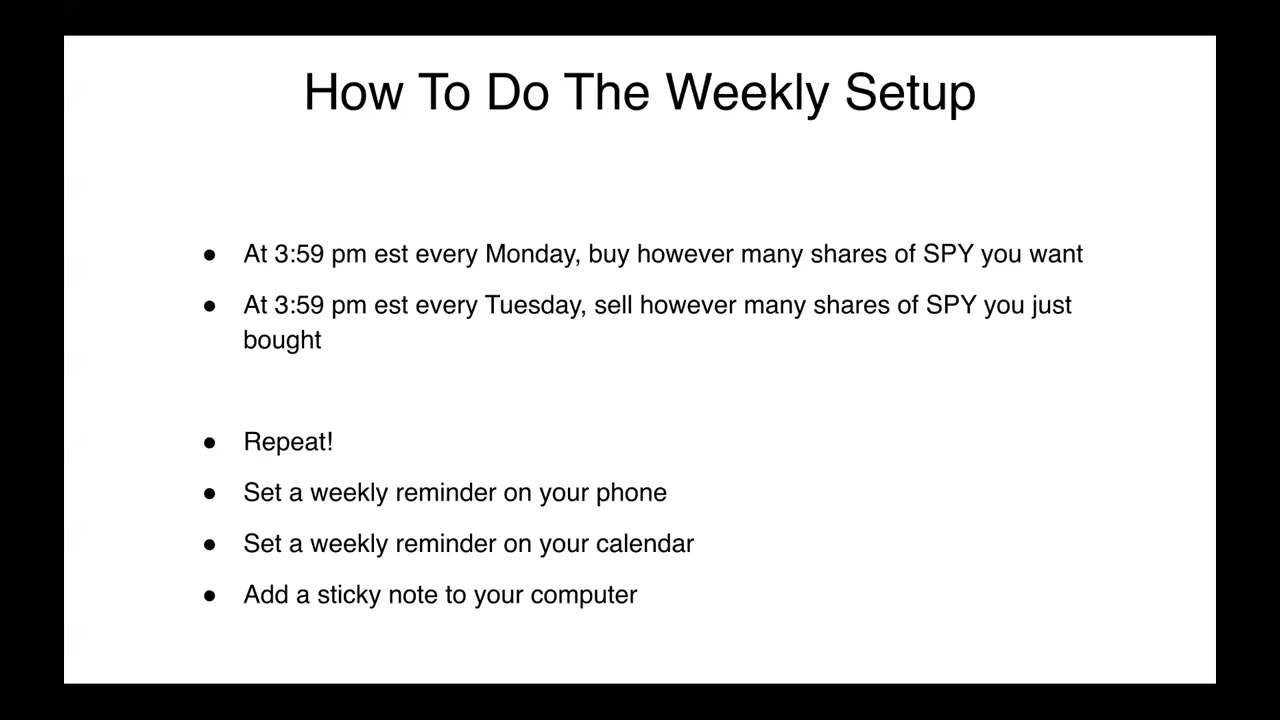 How To Do The Weekly Setup
● At 3:59 pm est every Monday, buy however many shares of SPY you want
● At 3:59 pm est every Tuesday, sell however many shares of SPY you just
bought
● Repeat!
● Set a weekly reminder on your phone
● Set a weekly reminder on your calendar
● Add a sticky note to your computer